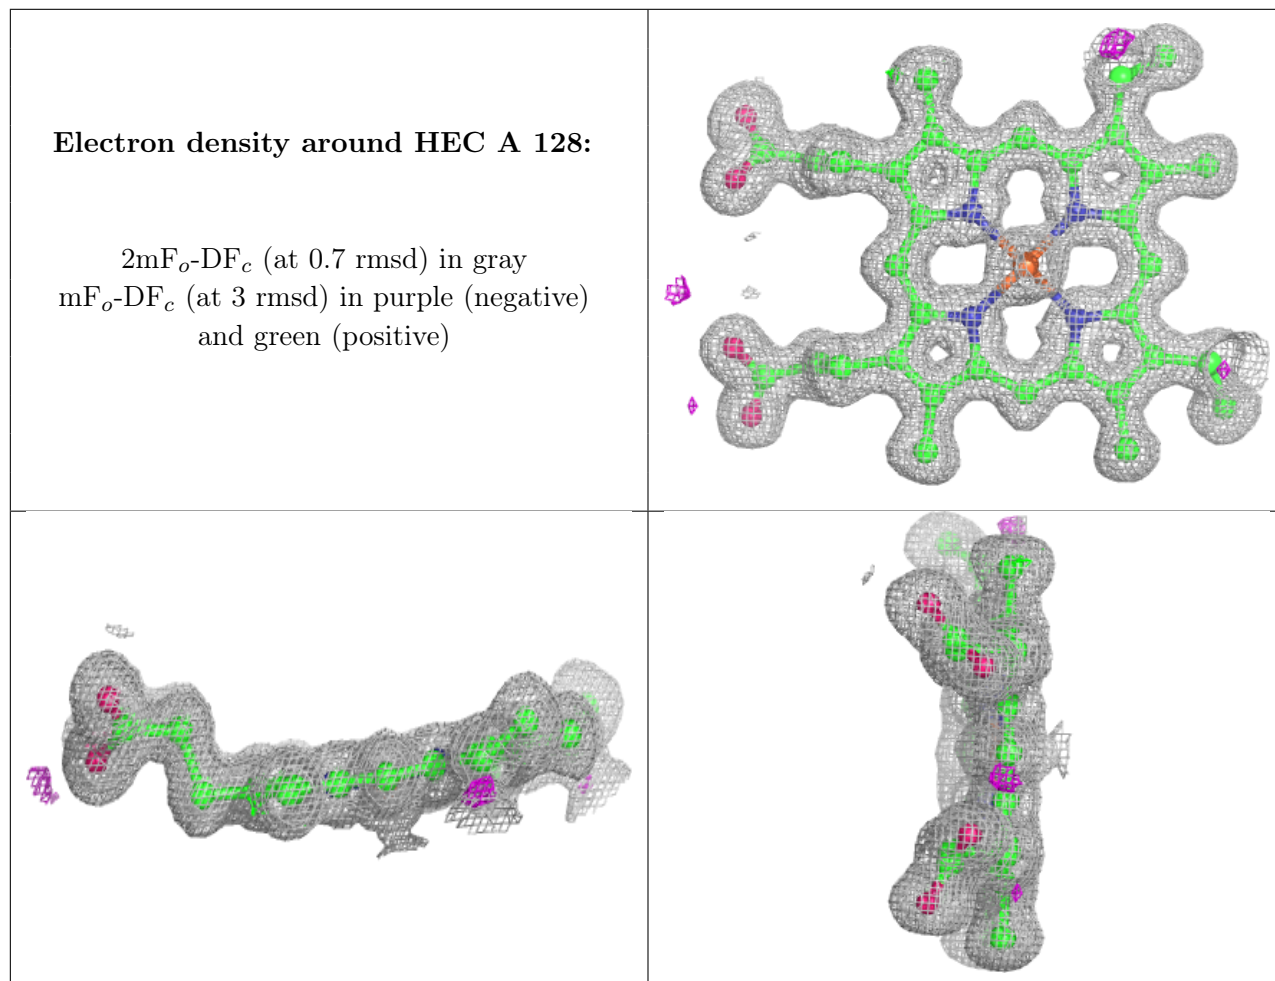 Electron density around HEC A 128:
2mFₒ-DF𝒸 (at 0.7 rmsd) in gray
mFₒ-DF𝒸 (at 3 rmsd) in purple (negative)
and green (positive)